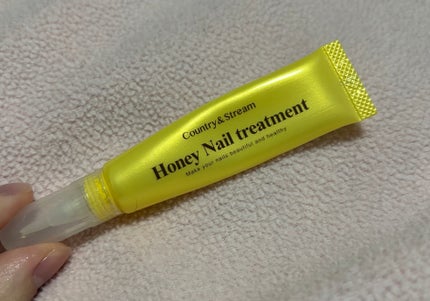 Country&Stream
Honey Nail treatment
Make your nails beautiful and healthy